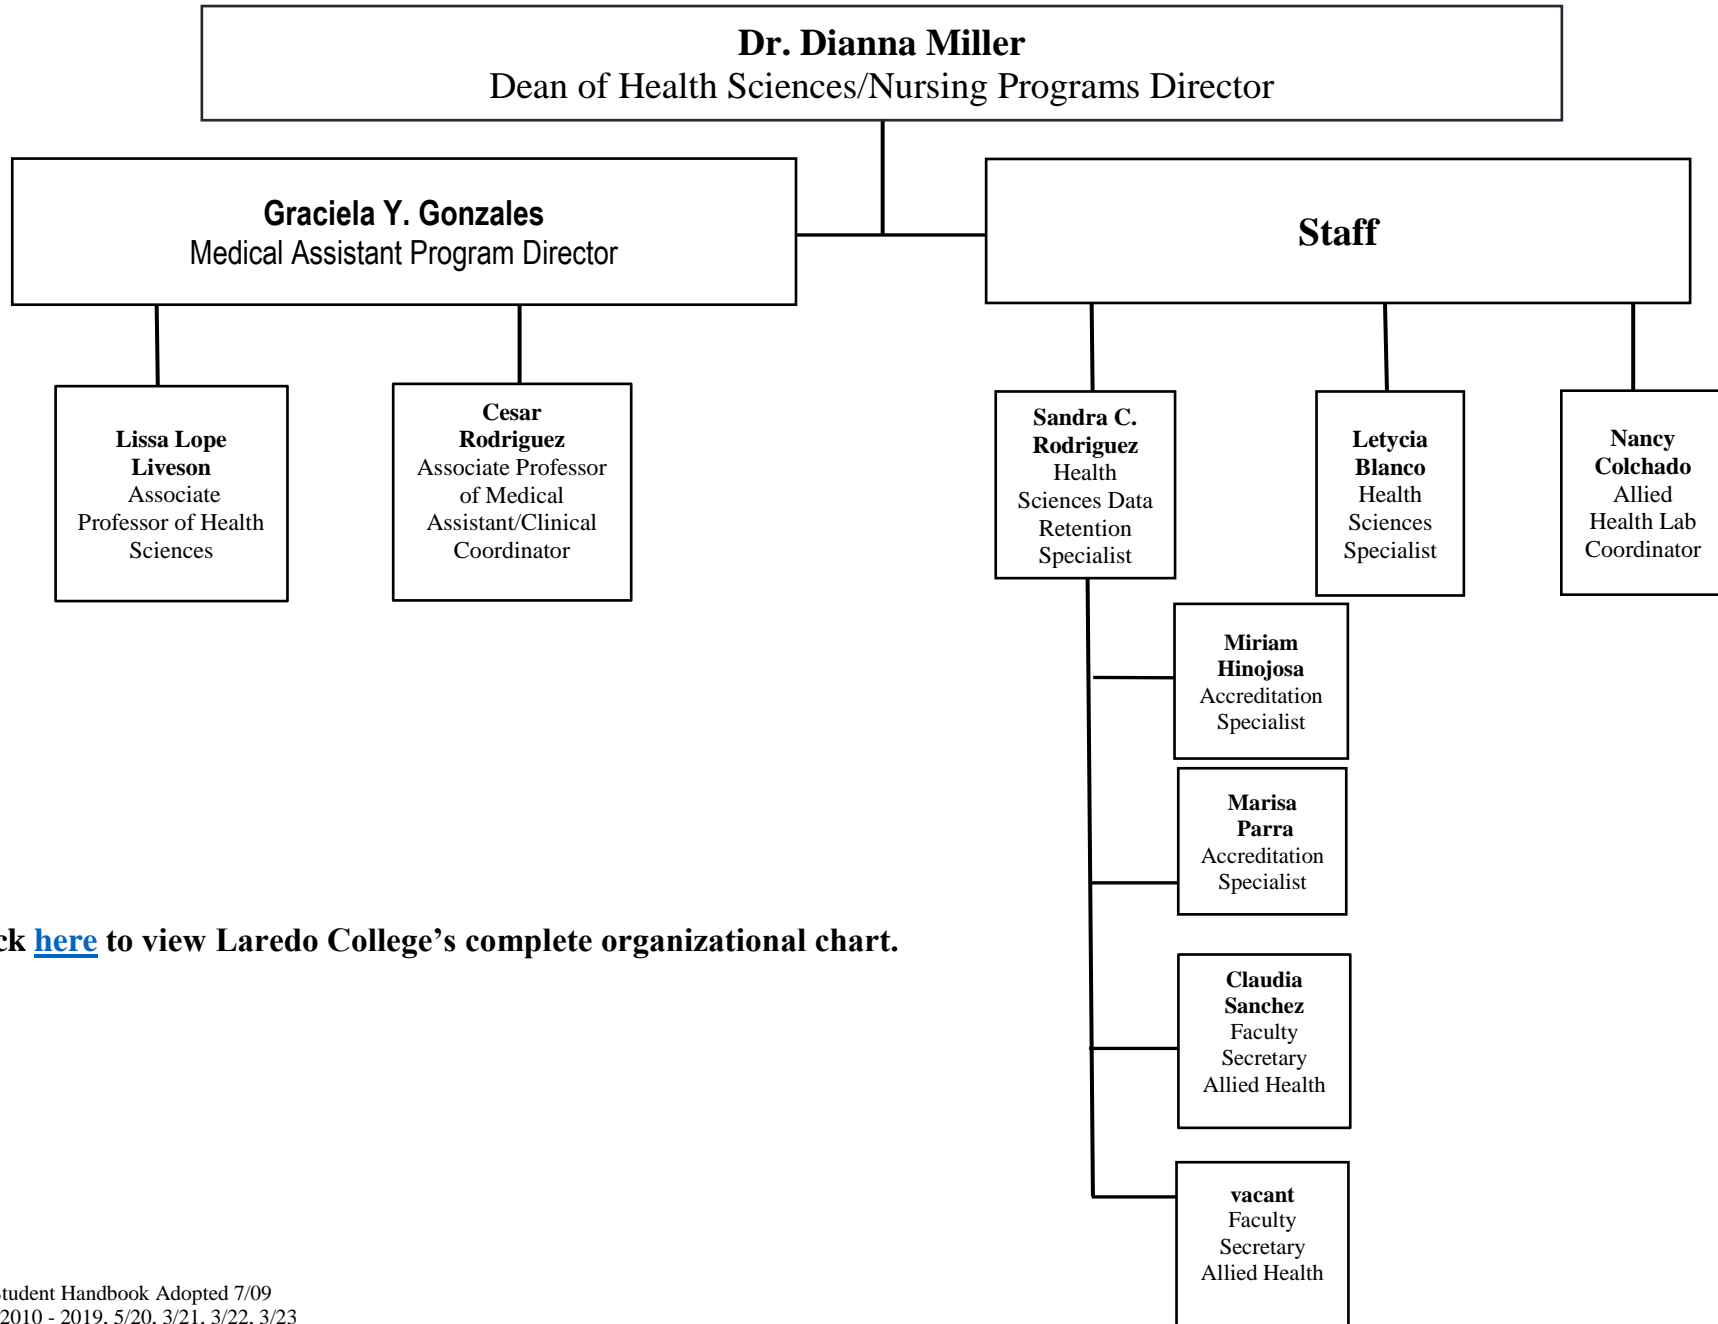 Dr. Dianna Miller
Dean of Health Sciences/Nursing Programs Director
Graciela Y. Gonzales
Medical Assistant Program Director
Staff
Lissa Lope
Liveson
Associate
Professor of Health
Sciences
Cesar
Rodriguez
Associate Professor
of Medical
Assistant/Clinical
Coordinator
Sandra C.
Rodriguez
Health
Sciences Data
Retention
Specialist
Letycia
Blanco
Health
Sciences
Specialist
Nancy
Colchado
Allied
Health Lab
Coordinator
Miriam
Hinojosa
Accreditation
Specialist
Marisa
Parra
Accreditation
Specialist
here to view Laredo College’s complete organizational chart.
Claudia
Sanchez
Faculty
Secretary
Allied Health
vacant
Faculty
Secretary
Allied Health
Student Handbook Adopted 7/09
2010 - 2019, 5/20, 3/21, 3/22, 3/23